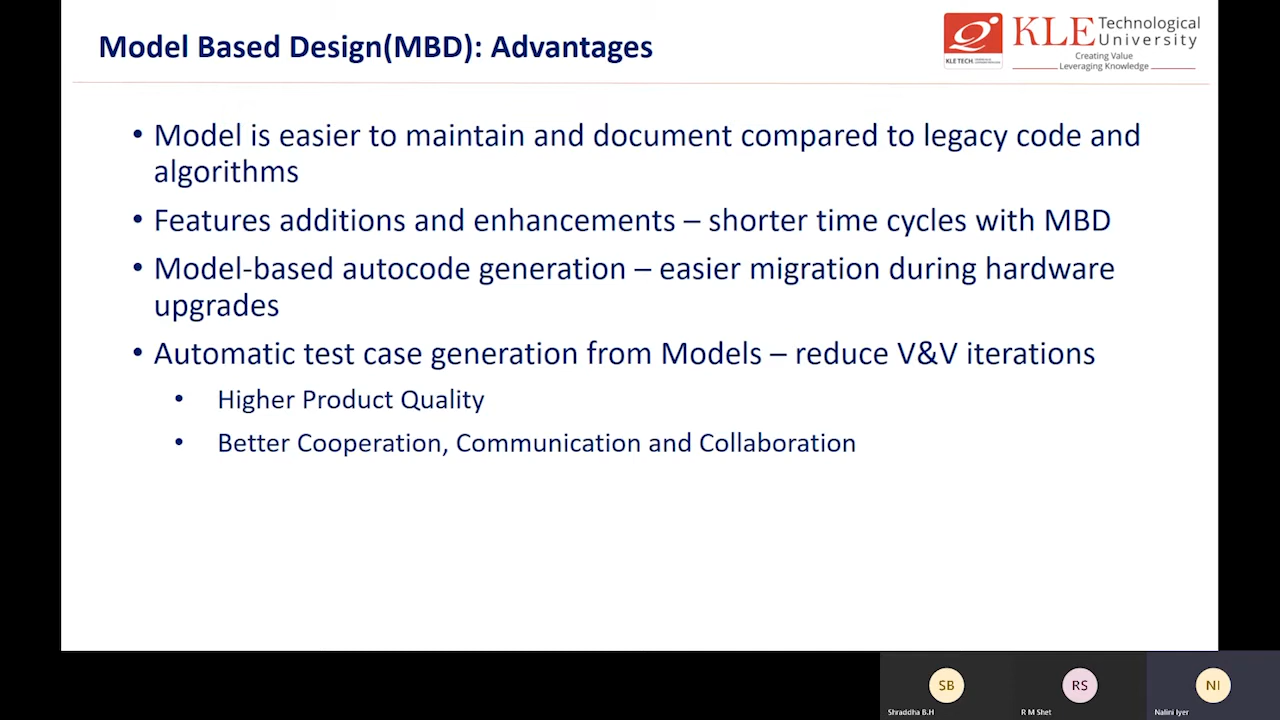 Model Based Design(MBD): Advantages
KLE Technological
University
Creating Value
Leveraging Knowledge
KLE TECH.
• Model is easier to maintain and document compared to legacy code and
algorithms
• Features additions and enhancements – shorter time cycles with MBD
• Model-based autocode generation – easier migration during hardware
upgrades
• Automatic test case generation from Models – reduce V&V iterations
• Higher Product Quality
• Better Cooperation, Communication and Collaboration
SB
RS
NI
Shraddha B.H
R M Shet
Nalini Iyer